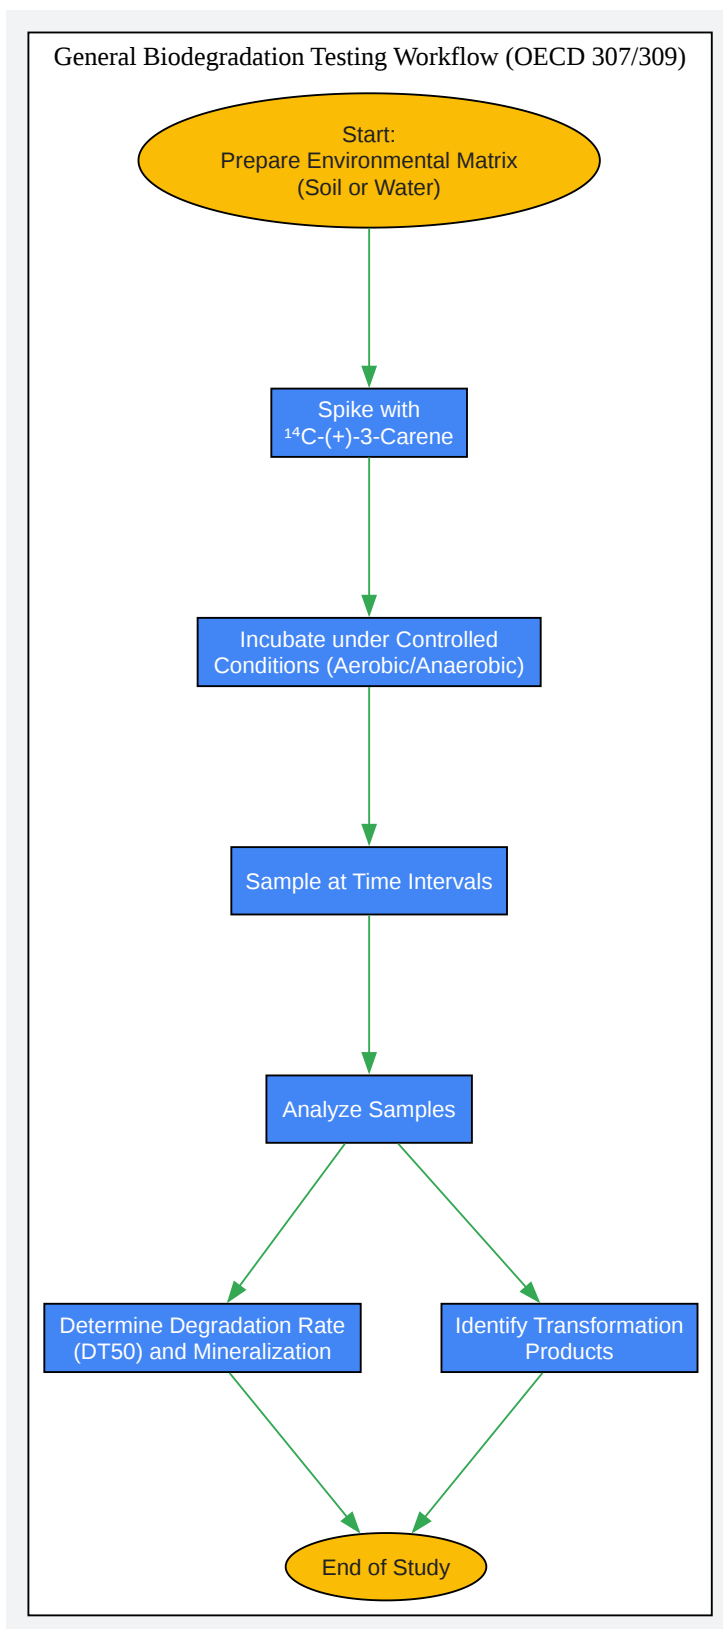 General Biodegradation Testing Workflow (OECD 307/309)
Start:
Prepare Environmental Matrix
(Soil or Water)
Spike with
¹⁴C-(+)-3-Carene
Incubate under Controlled
Conditions (Aerobic/Anaerobic)
Sample at Time Intervals
Analyze Samples
Determine Degradation Rate
(DT50) and Mineralization
Identify Transformation
Products
End of Study